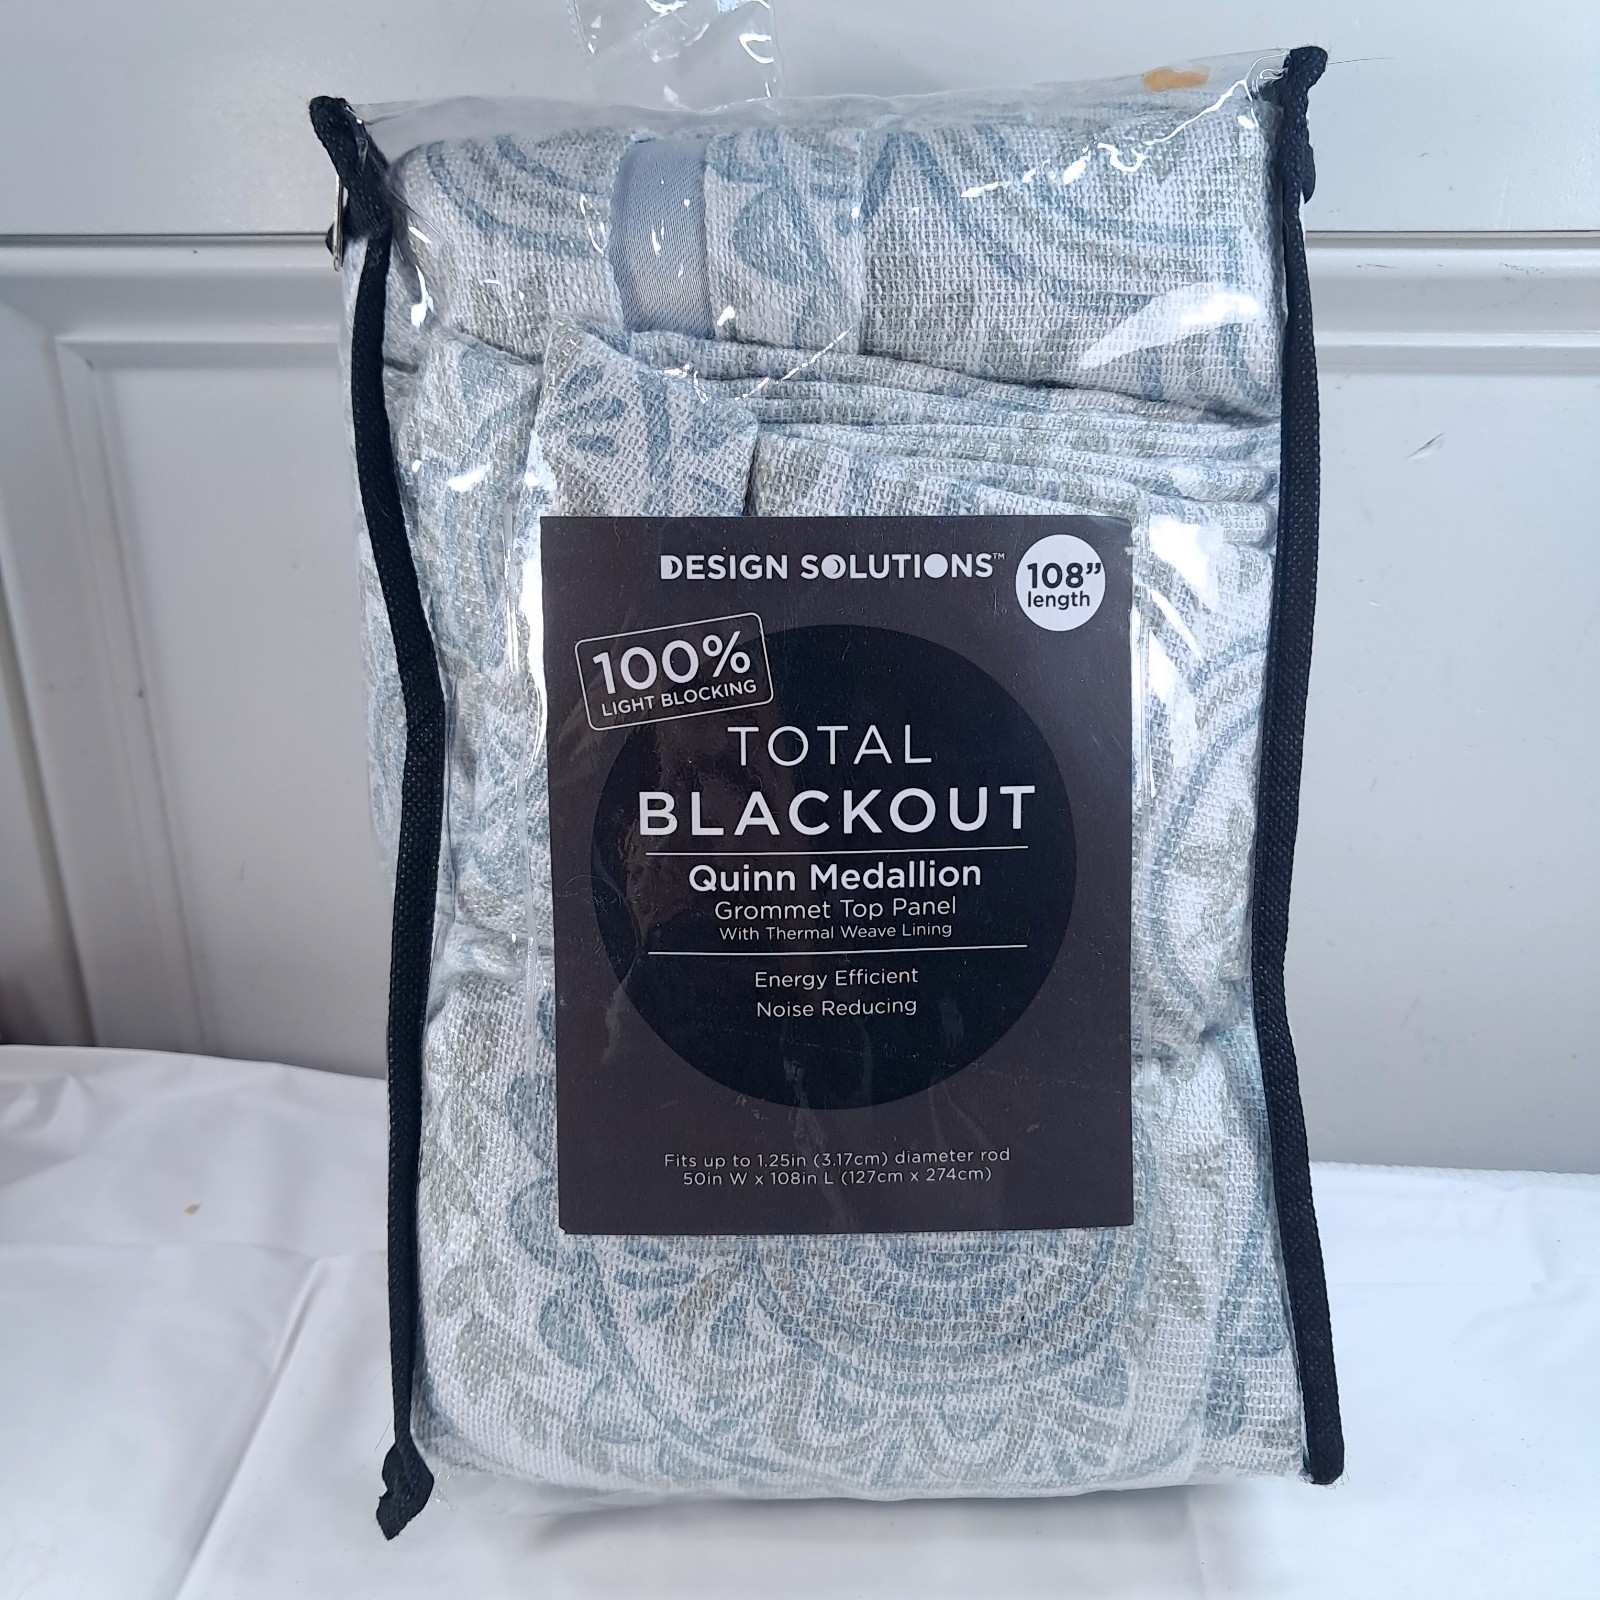 DESIGN SOLUTIONS™
108”
length
100%
LIGHT BLOCKING
TOTAL
BLACKOUT
Quinn Medallion
Grommet Top Panel
With Thermal Weave Lining
Energy Efficient
Noise Reducing
Fits up to 1.25in (3.17cm) diameter rod
50in W x 108in L (127cm x 274cm)